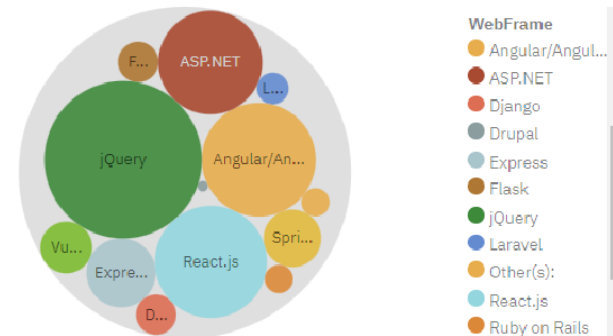 F...
ASP.NET
L...
jQuery
Angular/An...
Vu...
Expre...
React.js
Spri...
D...
WebFrame
Angular/Angul...
ASP.NET
Django
Drupal
Express
Flask
jQuery
Laravel
Other(s):
React.js
Ruby on Rails